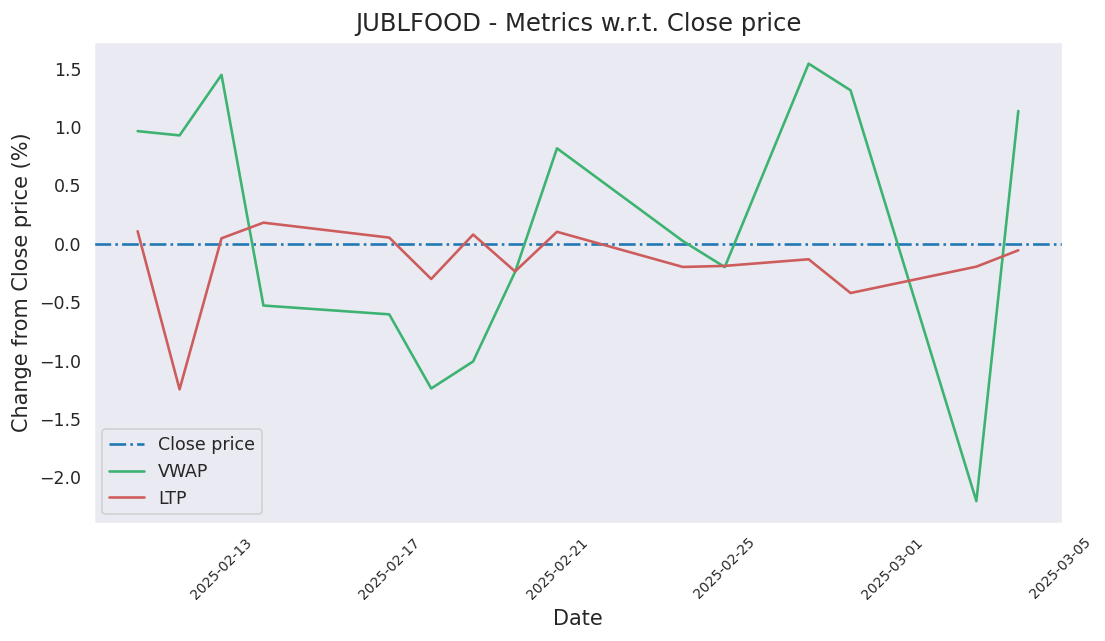 JUBLFOOD - Metrics w.r.t. Close price
Change from Close price (%)
1.5
1.0
0.5
0.0
−0.5
−1.0
−1.5
−2.0
Close price
VWAP
LTP
2025-02-13
2025-02-17
2025-02-21
2025-02-25
2025-03-01
2025-03-05
Date